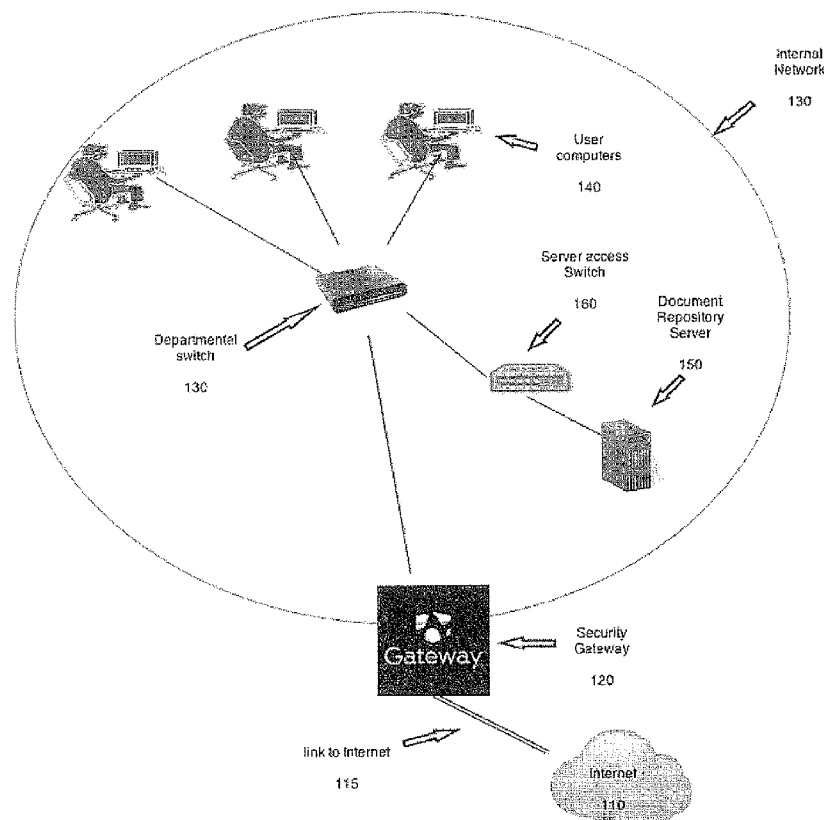 Internal
Network
130
User
computers
140
Server access
Switch
160
Document
Repository
Server
150
Departmental
switch
130
Gateway
Security
Gateway
120
link to Internet
115
Internet
110